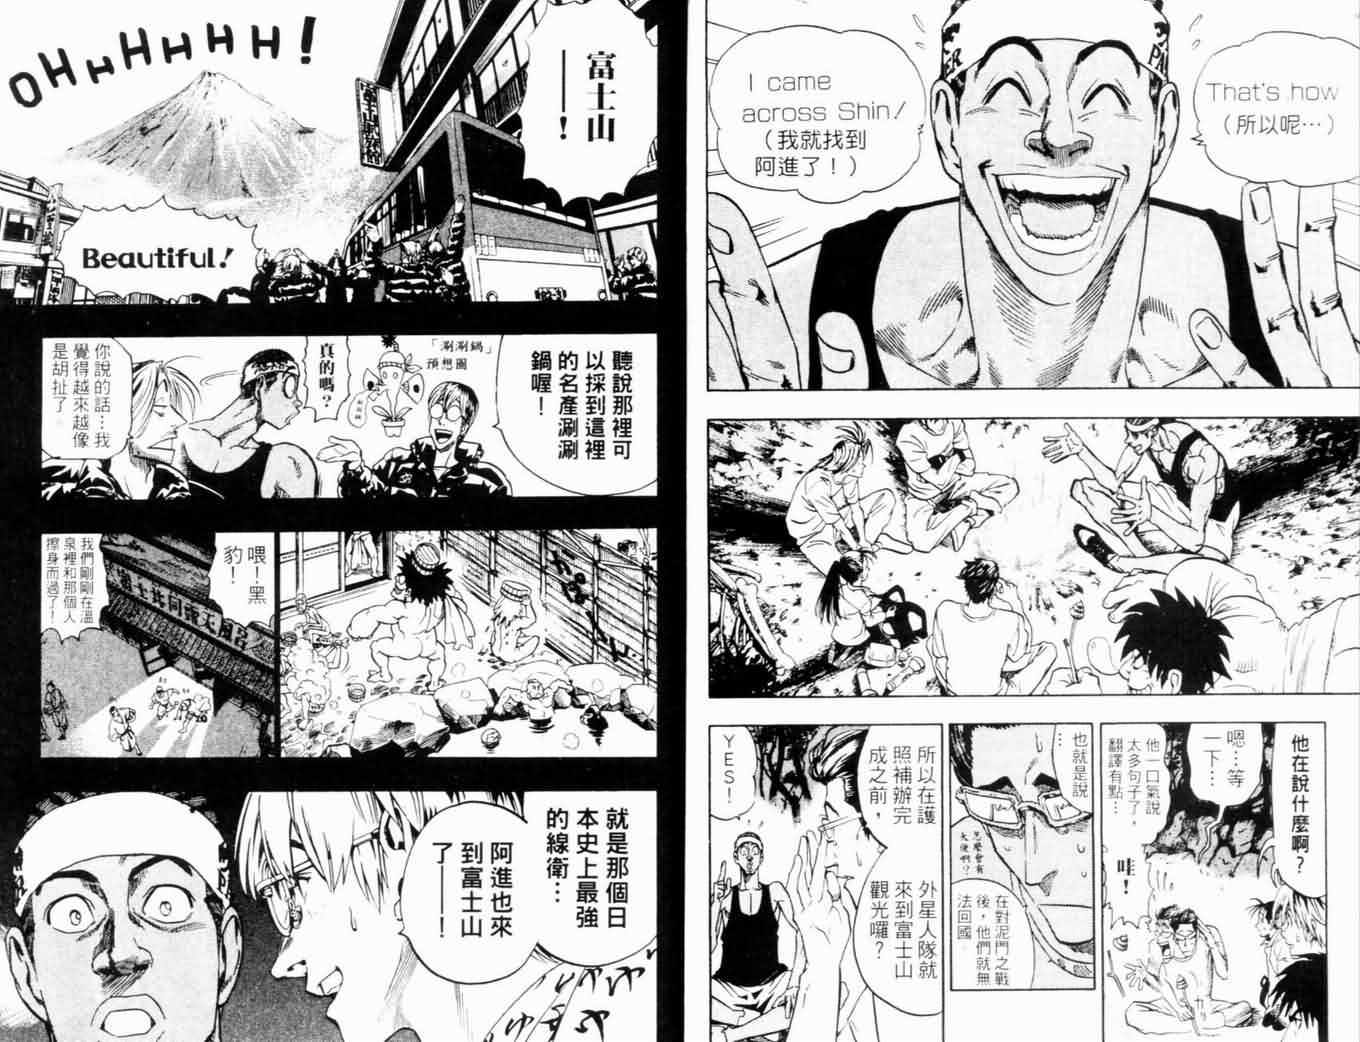 That's how
(所以呢…)
I came
across Shin!
(我就找到
阿進了！)
他在說什麼啊？
嗯…等
一下…
他一口氣說
太多句子了，
翻譯有點…
哇！
也就是說
…
怎麼會有
大使啊？
在對泥門之戰
後，他們就無
法回國
所以在護
照補辦完
成之前，
外星人隊就
來到富士山
觀光囉？
YES!
富士山
——！
OHHHHHH!
Beautiful!
聽說那裡可
以採到這裡
的名產涮涮
鍋喔！
「涮涮鍋」
預想圖
真的嗎？
你說的話…我
覺得越來越像
是胡扯了
喂！黑
豹！
我們剛剛在溫
泉裡和那個人
擦身而過了！
就是那個日
本史上最強
的線衛…
阿進也來
到富士山
了——！